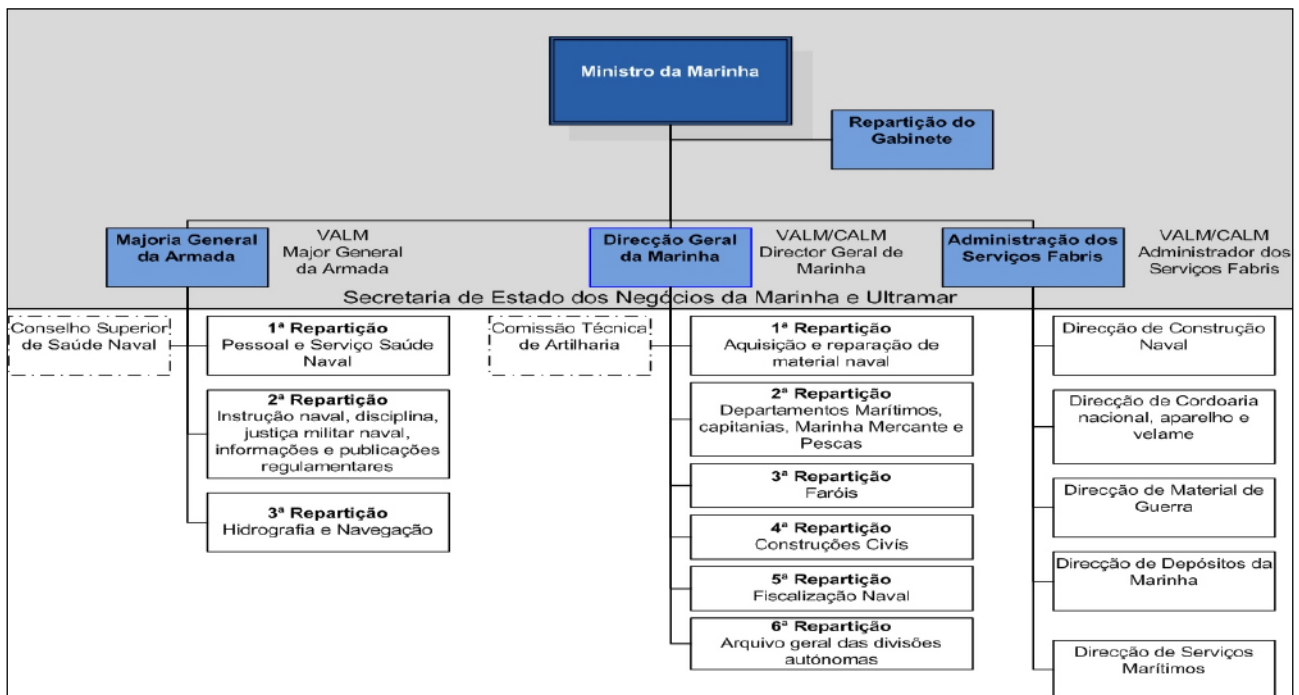 Ministro da Marinha
Repartição do
Gabinete
Majoria General
da Armada
VALM
Major General
da Armada
Direcção Geral
da Marinha
VALM/CALM
Director Geral de
Marinha
Administração dos
Serviços Fabris
VALM/CALM
Administrador dos
Serviços Fabris
Secretaria de Estado dos Negócios da Marinha e Ultramar
Conselho Superior
de Saúde Naval
1ª Repartição
Pessoal e Serviço Saúde
Naval
2ª Repartição
Instrução naval, disciplina,
justiça militar naval,
informações e publicações
regulamentares
3ª Repartição
Hidrografia e Navegação
Comissão Técnica
de Artilharia
1ª Repartição
Aquisição e reparação de
material naval
2ª Repartição
Departamentos Marítimos,
capitanias, Marinha Mercante e
Pescas
3ª Repartição
Faróis
4ª Repartição
Construções Civís
5ª Repartição
Fiscalização Naval
6ª Repartição
Arquivo geral das divisões
autónomas
Direcção de Construção
Naval
Direcção de Cordoaria
nacional, aparelho e
velame
Direcção de Material de
Guerra
Direcção de Depósitos da
Marinha
Direcção de Serviços
Marítimos